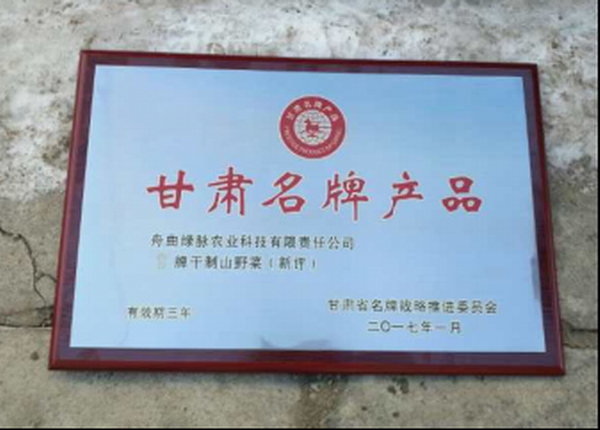 甘肃名牌产品
甘肃名牌产品
舟曲缘脉农业科技有限责任公司
牌干制山野菜（新评）
有效期三年
甘肃省名牌战略推进委员会
二〇一七年一月